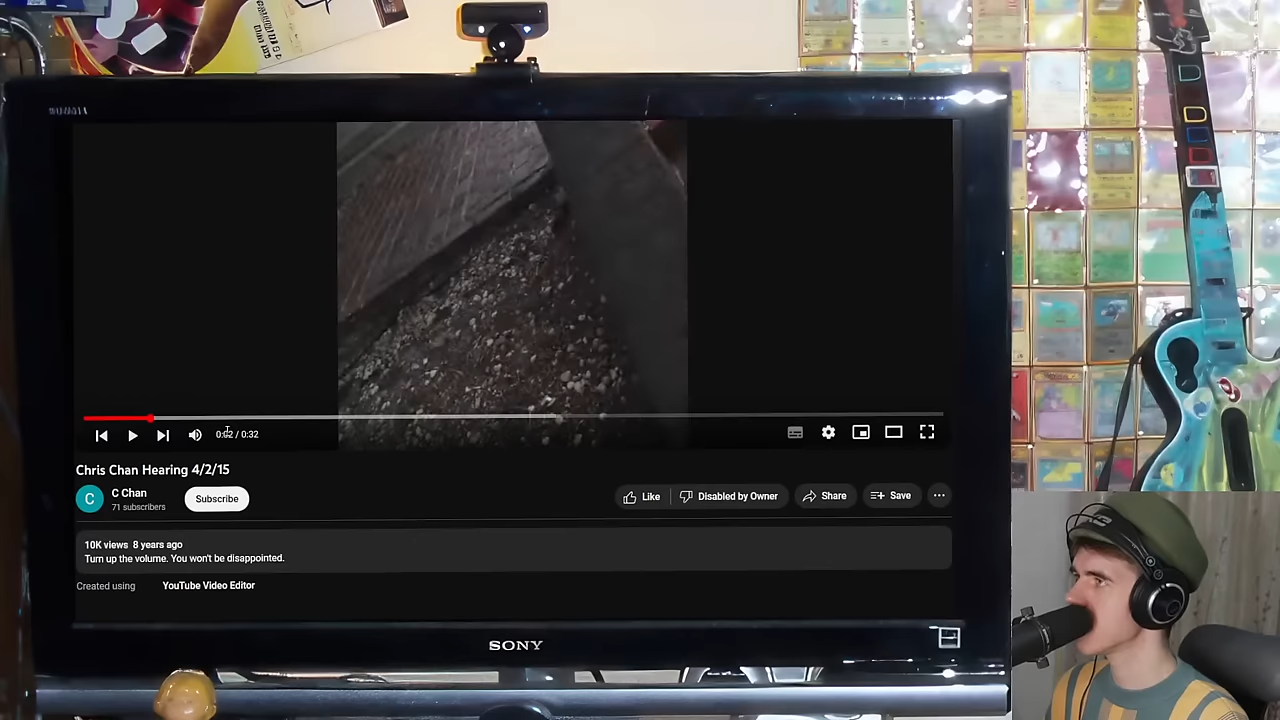 0:02 / 0:32
Chris Chan Hearing 4/2/15
C
C Chan
71 subscribers
Subscribe
Like
Disabled by Owner
Share
Save
10K views 8 years ago
Turn up the volume. You won't be disappointed.
Created using
YouTube Video Editor
SONY